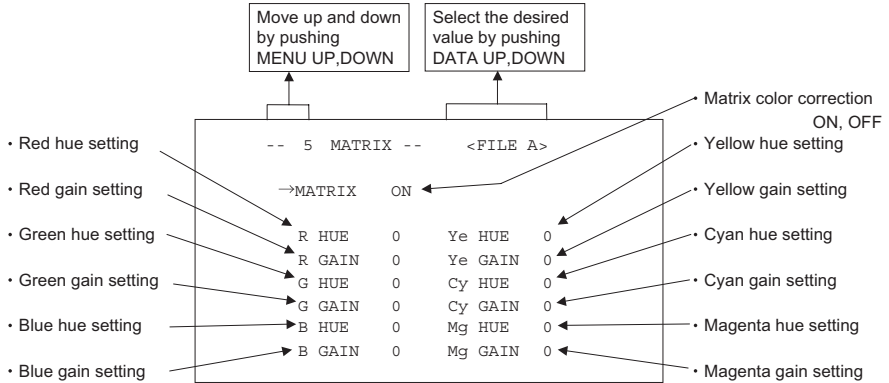 Move up and down
by pushing
MENU UP,DOWN
Select the desired
value by pushing
DATA UP,DOWN
・Matrix color correction
ON, OFF
・Red hue setting
・Red gain setting
・Green hue setting
・Green gain setting
・Blue hue setting
・Blue gain setting
-- 5 MATRIX -- <FILE A>
→MATRIX ON
R HUE 0 Ye HUE 0
R GAIN 0 Ye GAIN 0
G HUE 0 Cy HUE 0
G GAIN 0 Cy GAIN 0
B HUE 0 Mg HUE 0
B GAIN 0 Mg GAIN 0
・Yellow hue setting
・Yellow gain setting
・Cyan hue setting
・Cyan gain setting
・Magenta hue setting
・Magenta gain setting